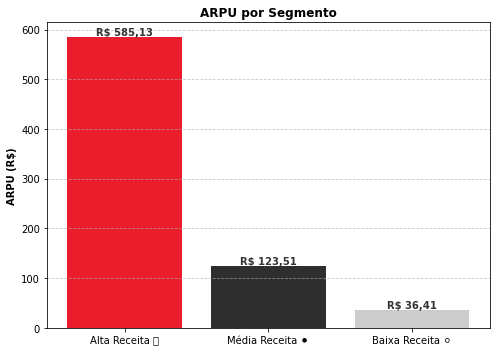 ARPU por Segmento
ARPU (R$)
600
500
400
300
200
100
0
R$ 585,13
R$ 123,51
R$ 36,41
Alta Receita
Média Receita ⚫
Baixa Receita ⚪